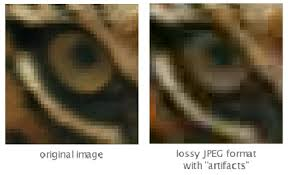 original image
lossy JPEG format
with "artifacts"